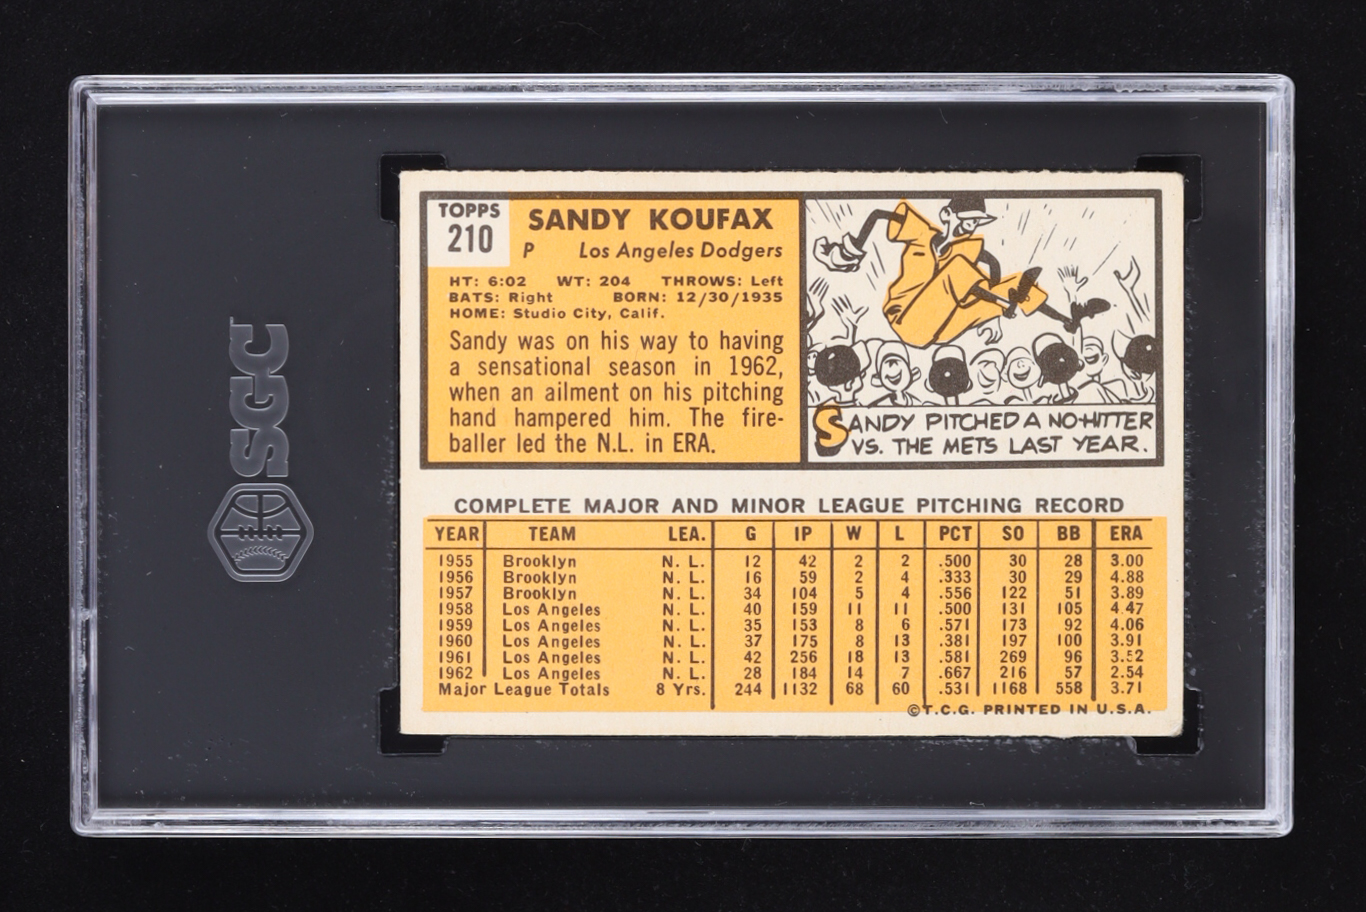 SGC
TOPPS
210
SANDY KOUFAX
P Los Angeles Dodgers
HT: 6:02 WT: 204 THROWS: Left
BATS: Right BORN: 12/30/1935
HOME: Studio City, Calif.
Sandy was on his way to having
a sensational season in 1962,
when an ailment on his pitching
hand hampered him. The fire-
baller led the N.L. in ERA.
SANDY PITCHED A NO-HITTER
VS. THE METS LAST YEAR.
COMPLETE MAJOR AND MINOR LEAGUE PITCHING RECORD
YEAR TEAM LEA. G IP W L PCT SO BB ERA
1955 Brooklyn N. L. 12 42 2 2 .500 30 28 3.00
1956 Brooklyn N. L. 16 59 2 4 .333 30 29 4.88
1957 Brooklyn N. L. 34 104 5 4 .556 122 51 3.89
1958 Los Angeles N. L. 40 159 11 11 .500 131 105 4.47
1959 Los Angeles N. L. 35 153 8 6 .571 173 92 4.06
1960 Los Angeles N. L. 37 175 8 13 .381 197 100 3.91
1961 Los Angeles N. L. 42 256 18 13 .581 269 96 3.52
1962 Los Angeles N. L. 28 184 14 7 .667 216 57 2.54
Major League Totals 8 Yrs. 244 1132 68 60 .531 1168 558 3.71
©T.C.G. PRINTED IN U.S.A.